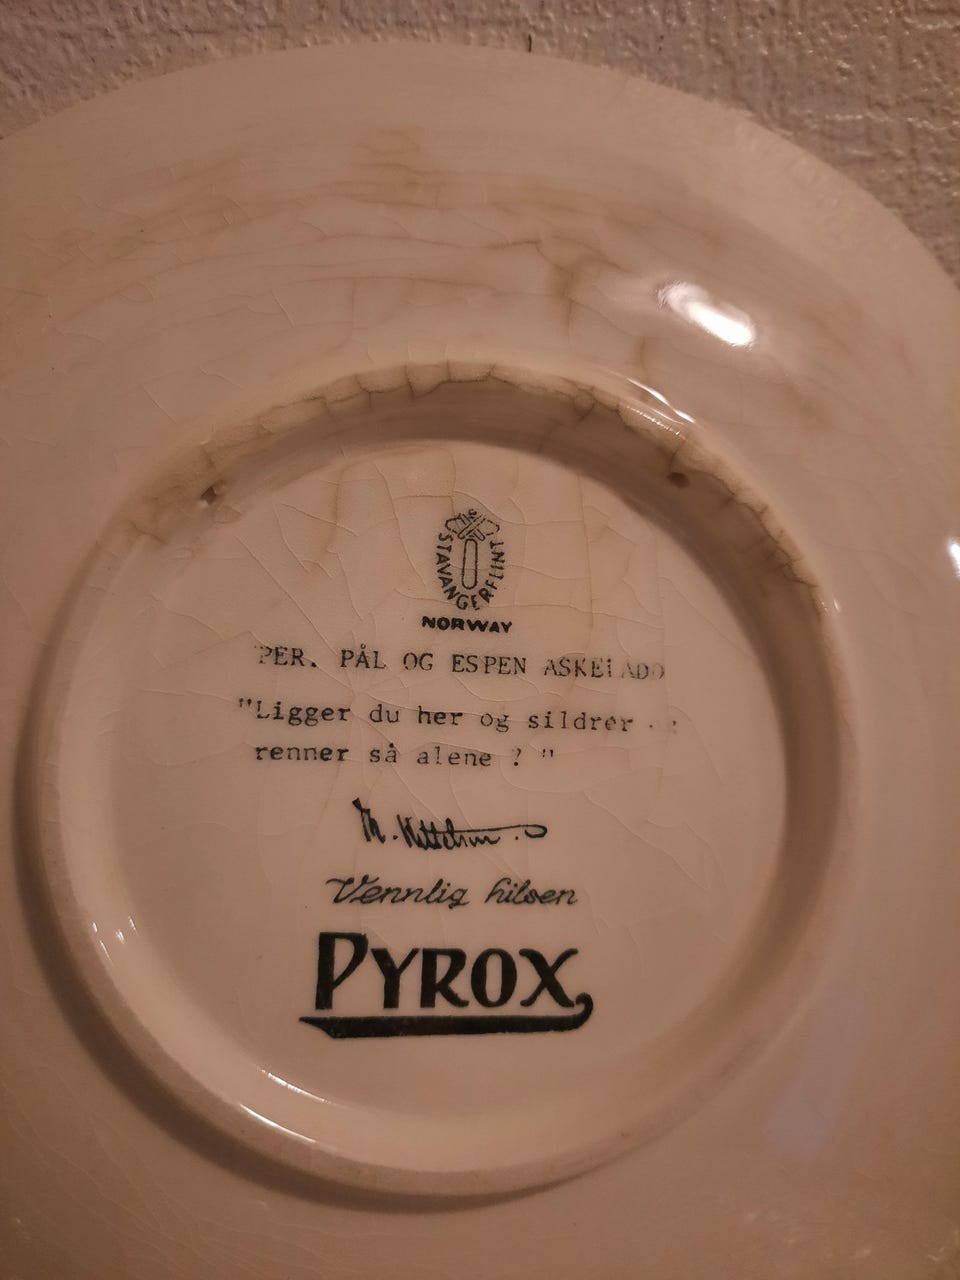 STAVANGERFLINT
NORWAY
PER. PÅL OG ESPEN ASKELADD
"Ligger du her og sildrer
renner så alene ? "
Vennlig hilsen
PYROX